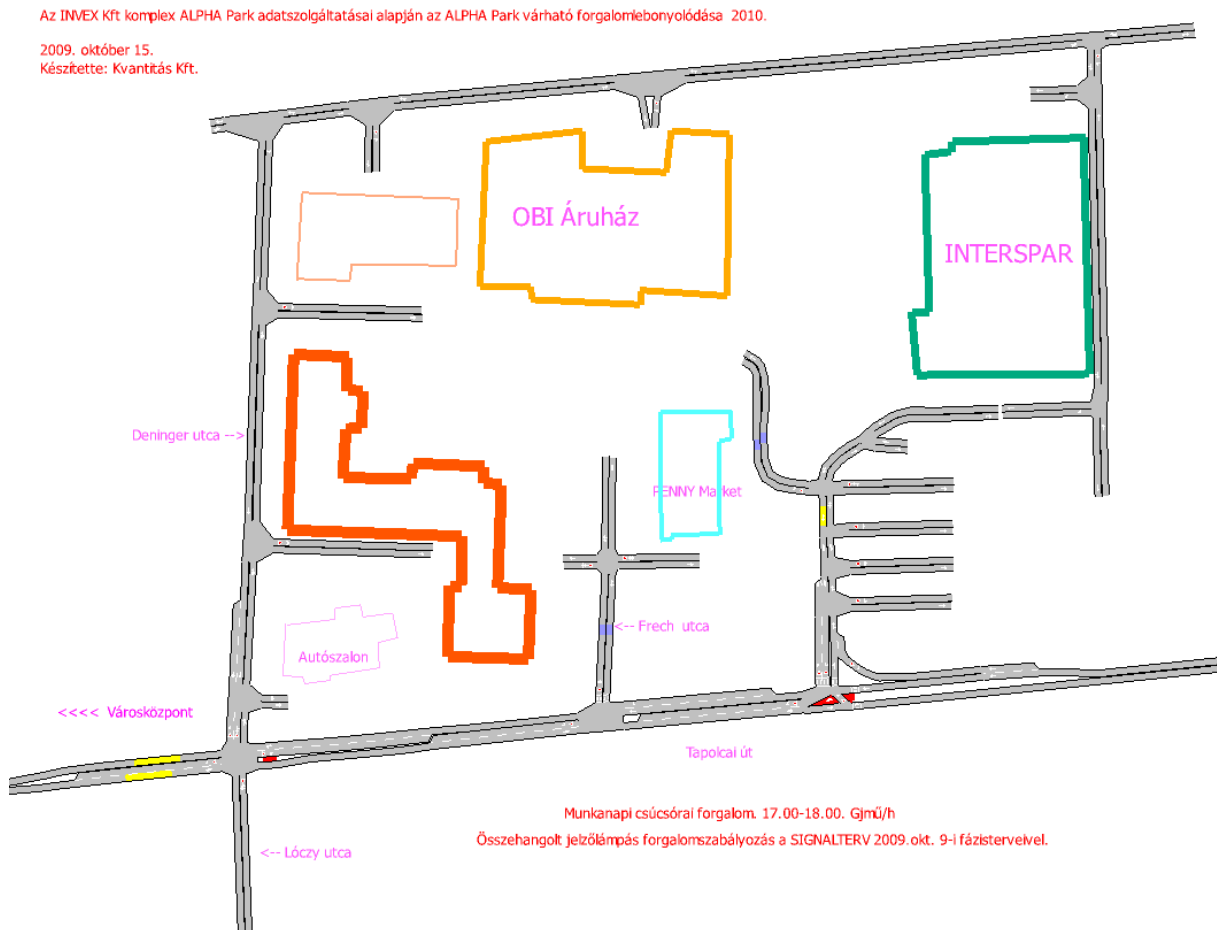 Az INVEX Kft komplex ALPHA Park adatszolgáltatásai alapján az ALPHA Park várható forgalomlebonyolódása 2010.
2009. október 15.
Készítette: Kvantitás Kft.
OBI Áruház
INTERSPAR
Deninger utca -->
PENNY Market
<-- Frech utca
Autószalon
<<<< Városközpont
Tapolcai út
Munkanapi csúcsórai forgalom. 17.00-18.00. Gjmű/h
Összehangolt jelzőlámpás forgalomszabályozás a SIGNALTERV 2009.okt. 9-i fázisterveivel.
<-- Lóczy utca